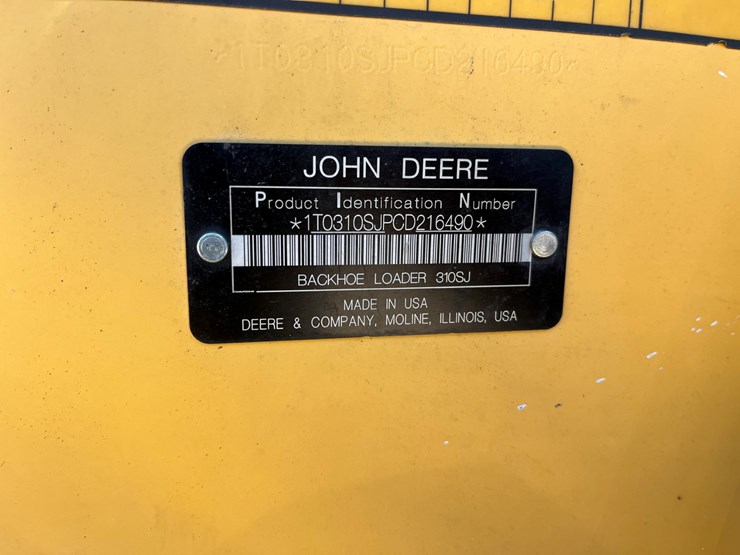 *1T0310SJPCD216490*
JOHN DEERE
Product Identification Number
*1T0310SJPCD216490*
BACKHOE LOADER 310SJ
MADE IN USA
DEERE & COMPANY, MOLINE, ILLINOIS, USA